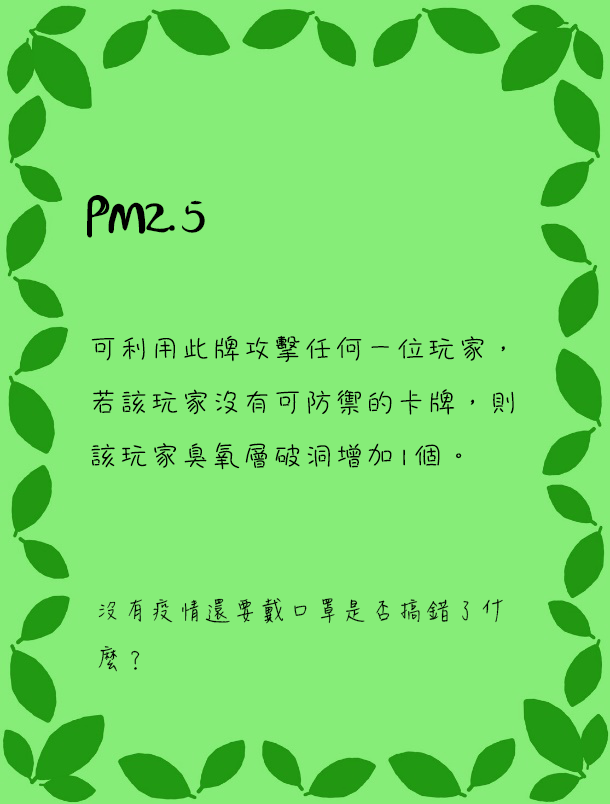 PM2.5
可利用此牌攻擊任何一位玩家，
若該玩家沒有可防禦的卡牌，則
該玩家臭氧層破洞增加1個。
沒有疫情還要戴口罩是否搞錯了什
麼？